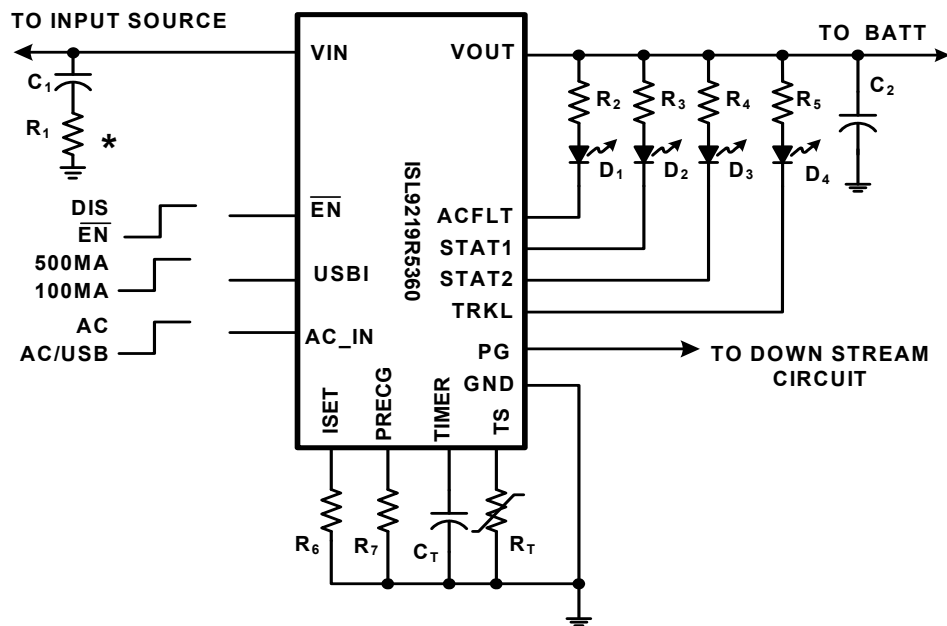 TO INPUT SOURCE
C1
R1
*
DIS
EN
500MA
100MA
AC
AC/USB
VIN
EN
USBI
AC_IN
ISET
PRECG
TIMER
TS
ISL9219R5360
VOUT
ACFLT
STAT1
STAT2
TRKL
PG
GND
TO BATT
R2
R3
R4
R5
C2
D1
D2
D3
D4
TO DOWN STREAM
CIRCUIT
R6
R7
CT
RT